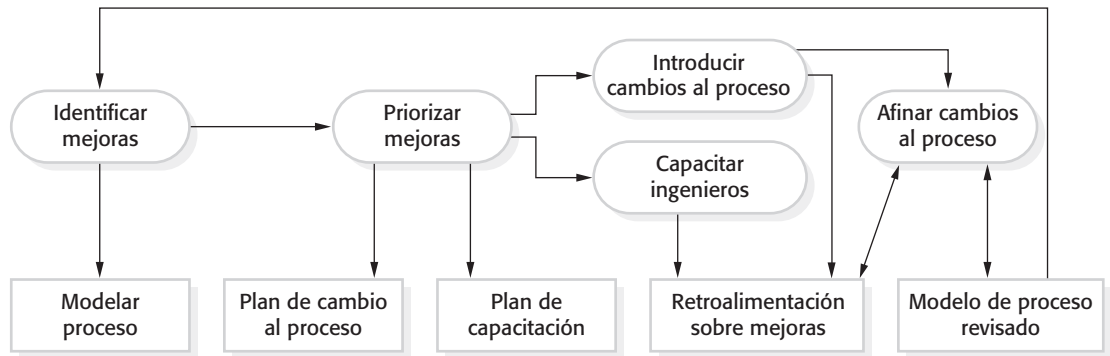 Introducir
cambios al proceso
Identificar
mejoras
Priorizar
mejoras
Afinar cambios
al proceso
Capacitar
ingenieros
Modelar
proceso
Plan de cambio
al proceso
Plan de
capacitación
Retroalimentación
sobre mejoras
Modelo de proceso
revisado